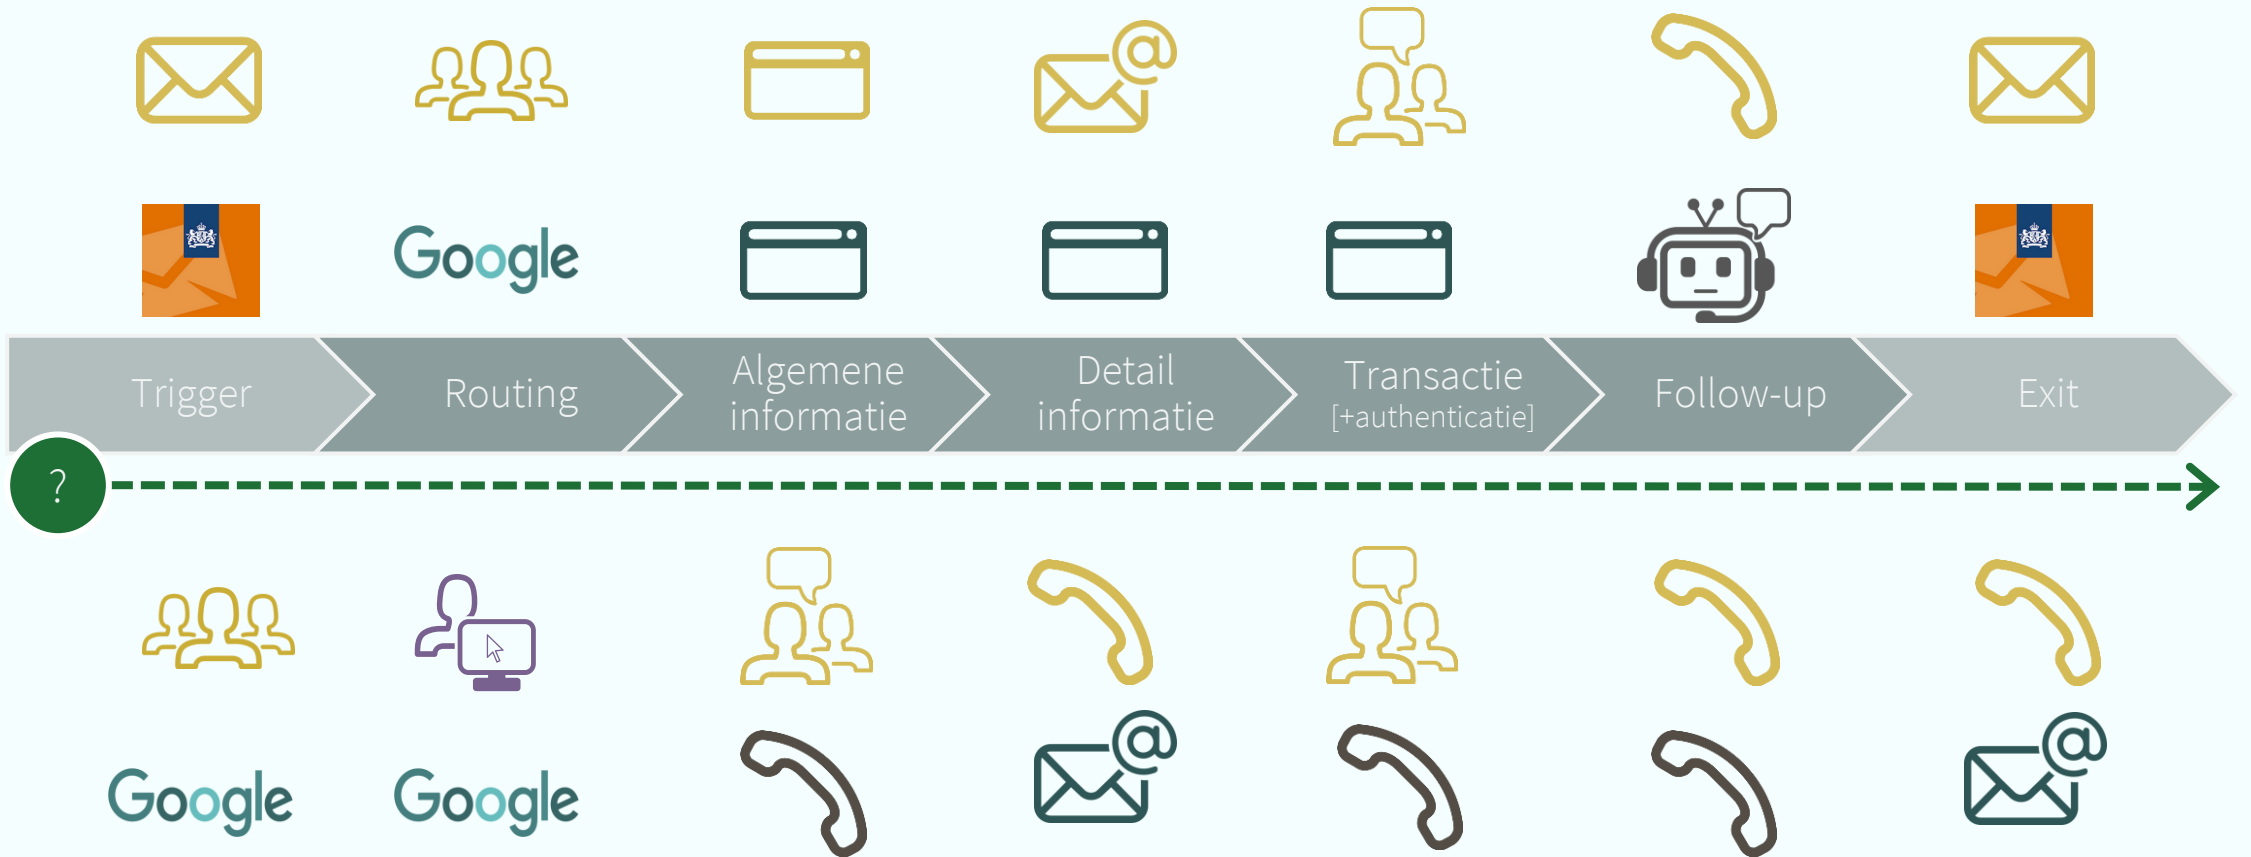 Google
Trigger
Routing
Algemene
informatie
Detail
informatie
Transactie
[+authenticatie]
Follow-up
Exit
?
Google
Google